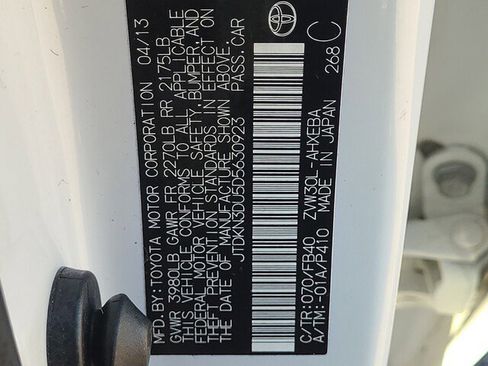 MFD.BY:TOYOTA MOTOR CORPORATION 04/13
GVWR 3980LB GAWR FR 2270LB RR 2175LB
THIS VEHICLE CONFORMS TO ALL APPLICABLE
FEDERAL MOTOR VEHICLE SAFETY, BUMPER, AND
THEFT PREVENTION STANDARDS IN EFFECT ON
THE DATE OF MANUFACTURE SHOWN ABOVE.
JTDKN3DU5D5630923 PASS.CAR
C/TR:070/FB40 ZVW30L-AHXEBA
A/TM:-01A/P410 MADE IN JAPAN
268 C